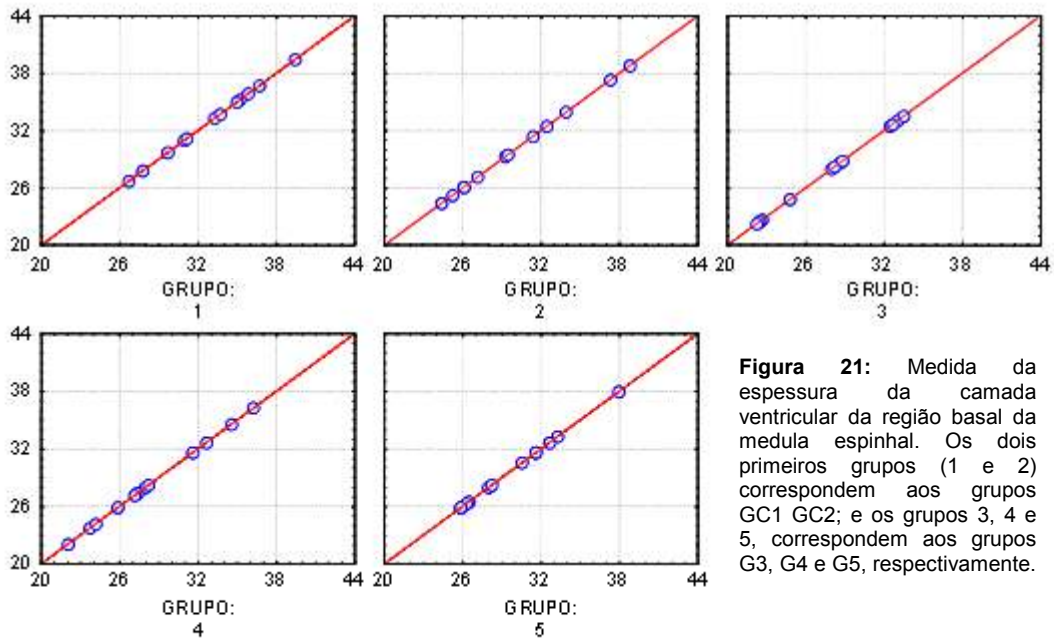 44
38
32
26
20
20 26 32 38 44
GRUPO:
1
20 26 32 38 44
GRUPO:
2
20 26 32 38 44
GRUPO:
3
44
38
32
26
20
20 26 32 38 44
GRUPO:
4
20 26 32 38 44
GRUPO:
5
Figura 21: Medida da
espessura da camada
ventricular da região basal da
medula espinhal. Os dois
primeiros grupos (1 e 2)
correspondem aos grupos
GC1 GC2; e os grupos 3, 4 e
5, correspondem aos grupos
G3, G4 e G5, respectivamente.